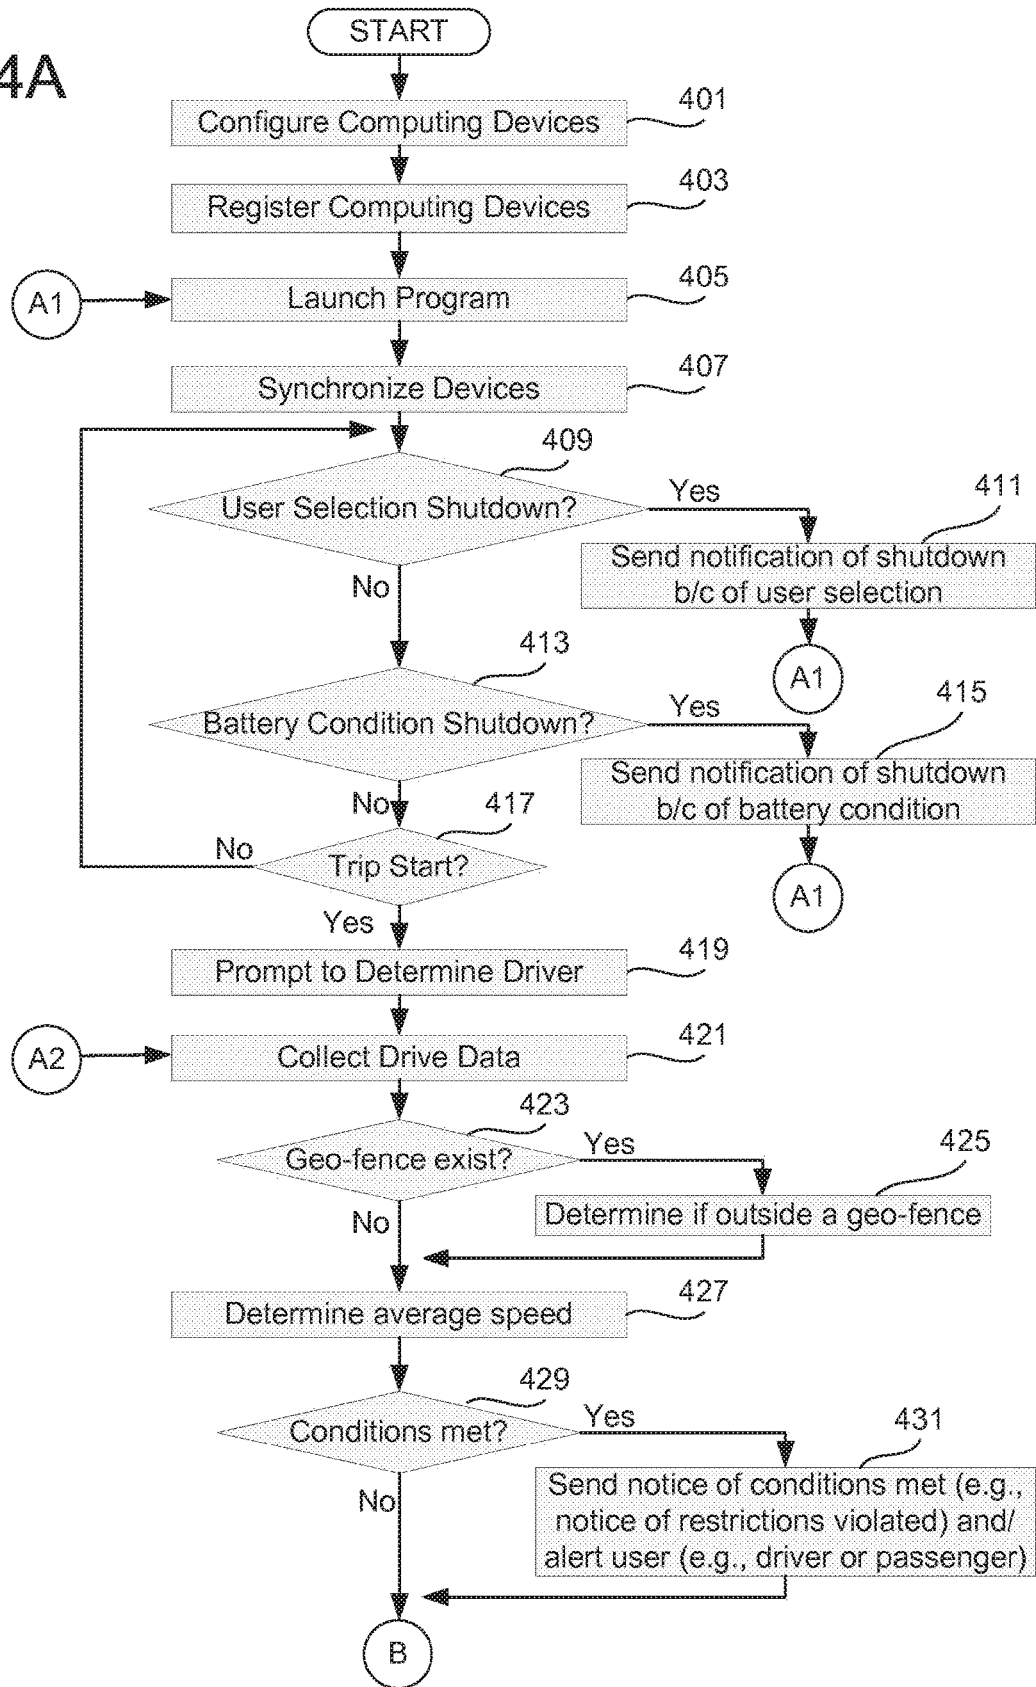 START
4A
Configure Computing Devices
401
Register Computing Devices
403
A1
Launch Program
405
Synchronize Devices
407
409
User Selection Shutdown?
Yes
411
Send notification of shutdown
b/c of user selection
No
A1
413
Battery Condition Shutdown?
Yes
415
Send notification of shutdown
b/c of battery condition
No
417
A1
No
Trip Start?
Yes
Prompt to Determine Driver
419
A2
Collect Drive Data
421
423
Geo-fence exist?
Yes
425
Determine if outside a geo-fence
No
Determine average speed
427
429
Conditions met?
Yes
431
Send notice of conditions met (e.g.,
notice of restrictions violated) and/
alert user (e.g., driver or passenger)
No
B